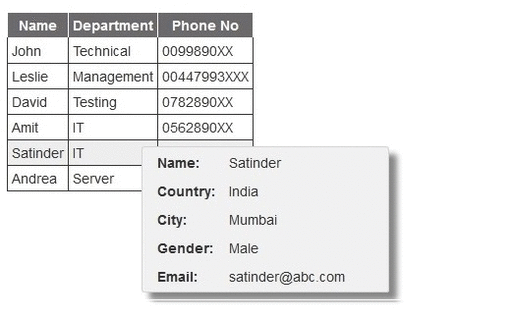 Name Department Phone No
John Technical 0099890XX
Leslie Management 00447993XXX
David Testing 0782890XX
Amit IT 0562890XX
Satinder IT
Andrea Server
Name: Satinder
Country: India
City: Mumbai
Gender: Male
Email: satinder@abc.com